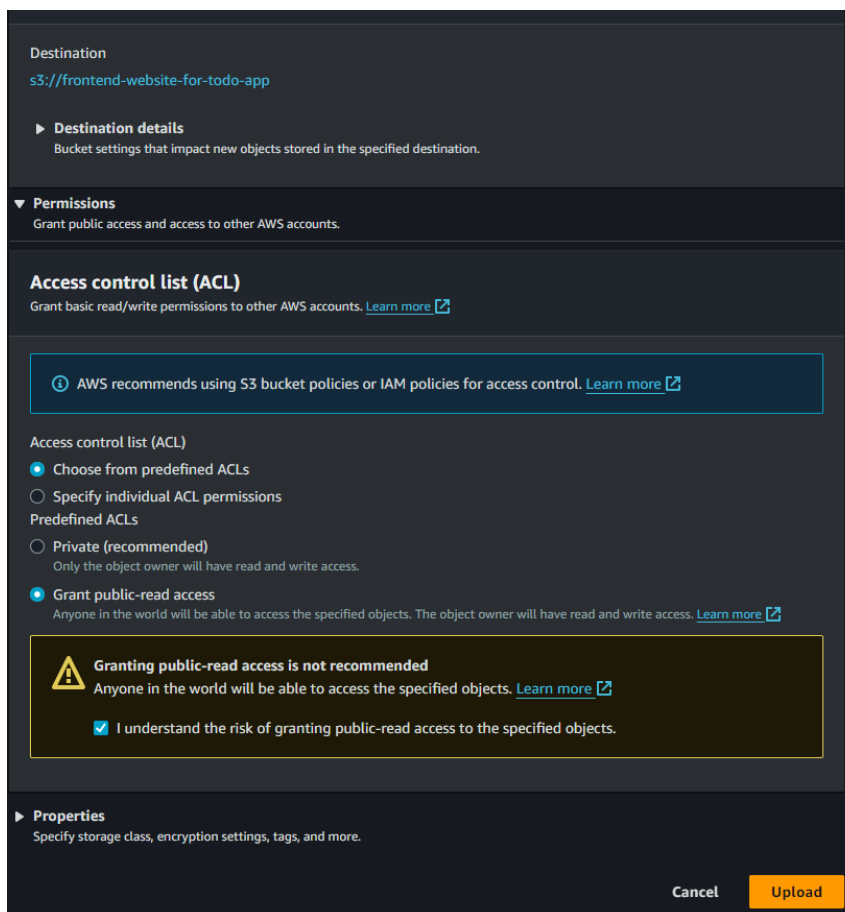 Destination
s3://frontend-website-for-todo-app
Destination details
Bucket settings that impact new objects stored in the specified destination.
Permissions
Grant public access and access to other AWS accounts.
Access control list (ACL)
Grant basic read/write permissions to other AWS accounts. Learn more
AWS recommends using S3 bucket policies or IAM policies for access control. Learn more
Access control list (ACL)
Choose from predefined ACLs
Specify individual ACL permissions
Predefined ACLs
Private (recommended)
Only the object owner will have read and write access.
Grant public-read access
Anyone in the world will be able to access the specified objects. The object owner will have read and write access. Learn more
Granting public-read access is not recommended
Anyone in the world will be able to access the specified objects. Learn more
I understand the risk of granting public-read access to the specified objects.
Properties
Specify storage class, encryption settings, tags, and more.
Cancel Upload